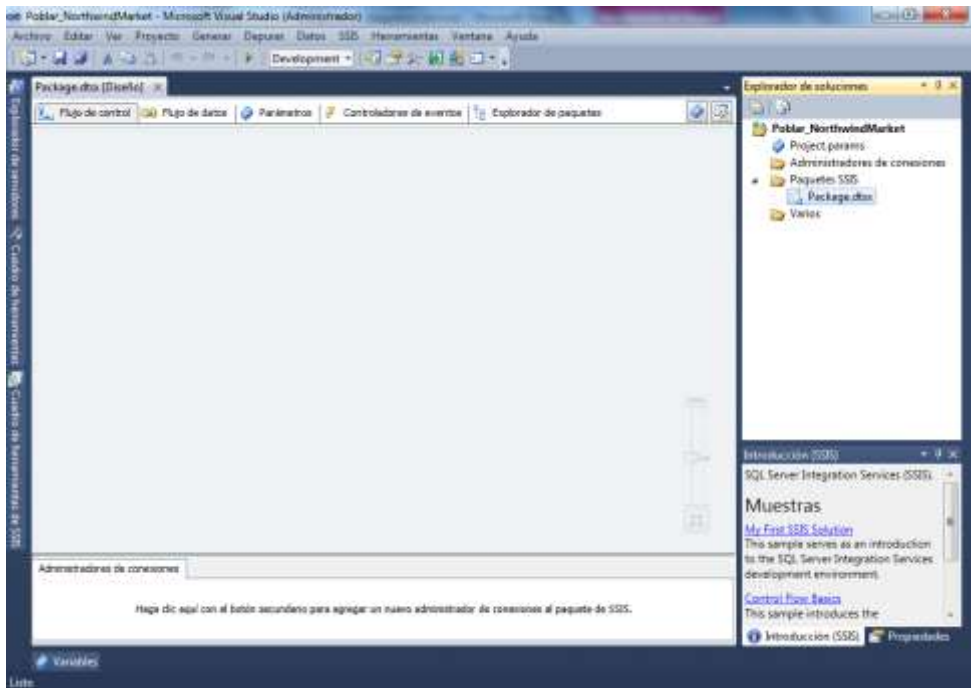 Poblar_NorthwindMarket - Microsoft Visual Studio (Administrador)
Archivo Editar Ver Proyecto Generar Depurar Datos SSIS Herramientas Ventana Ayuda
Development
Package.dtsx [Diseño]
Flujo de control Flujo de datos Parámetros Controladores de eventos Explorador de paquetes
Explorador de servidores
Cuadro de herramientas
Cuadro de herramientas de SSIS
Administradores de conexiones
Haga clic aquí con el botón secundario para agregar un nuevo administrador de conexiones al paquete de SSIS.
Variables
Listo
Explorador de soluciones
Poblar_NorthwindMarket
Project.params
Administradores de conexiones
Paquetes SSIS
Package.dtsx
Varios
Introducción (SSIS)
SQL Server Integration Services (SSIS).
Muestras
My First SSIS Solution
This sample serves as an introduction
to the SQL Server Integration Services
development environment.
Control Flow Basics
This sample introduces the
Introducción (SSIS) Propiedades